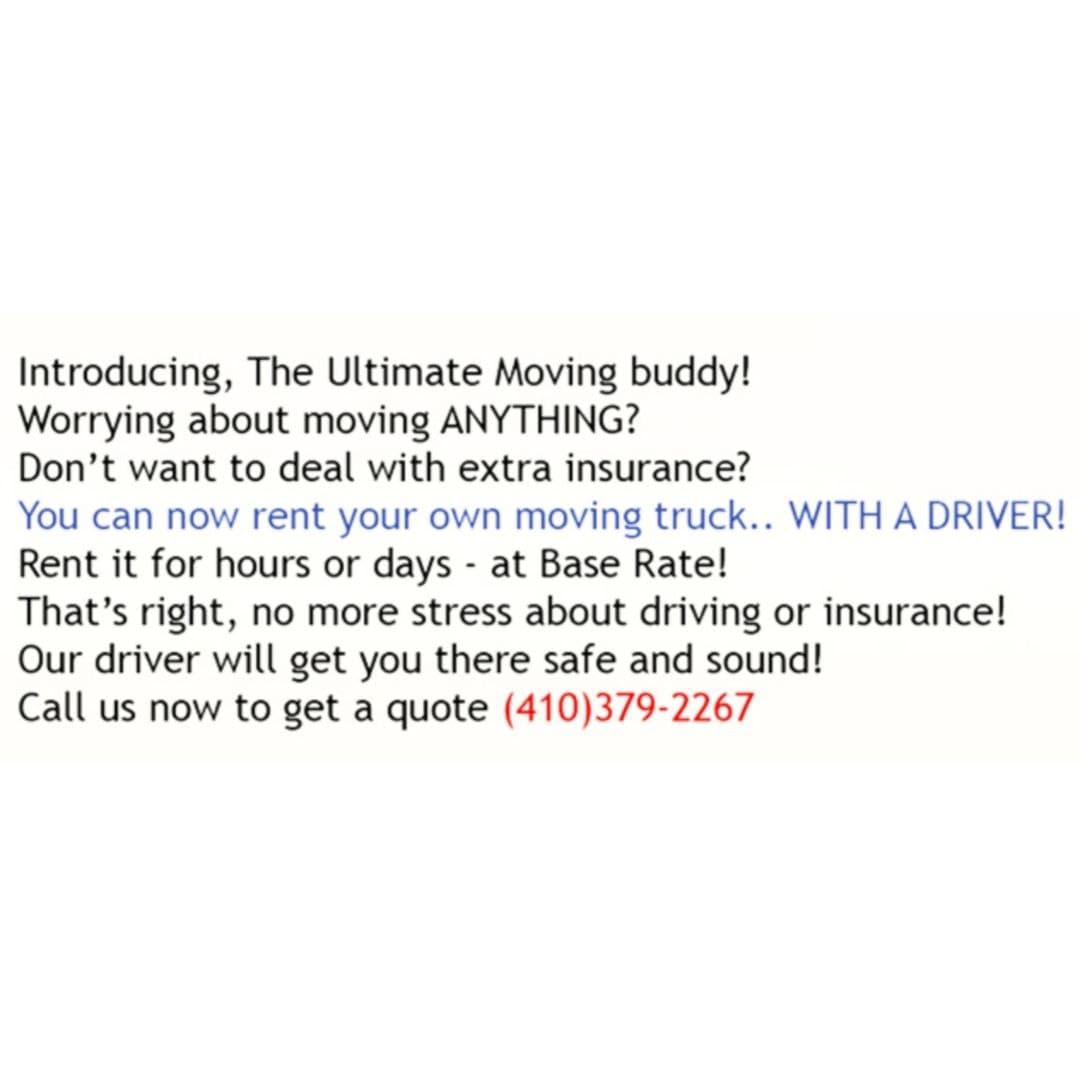 Introducing, The Ultimate Moving buddy!
Worrying about moving ANYTHING?
Don’t want to deal with extra insurance?
You can now rent your own moving truck.. WITH A DRIVER!
Rent it for hours or days - at Base Rate!
That’s right, no more stress about driving or insurance!
Our driver will get you there safe and sound!
Call us now to get a quote (410)379-2267